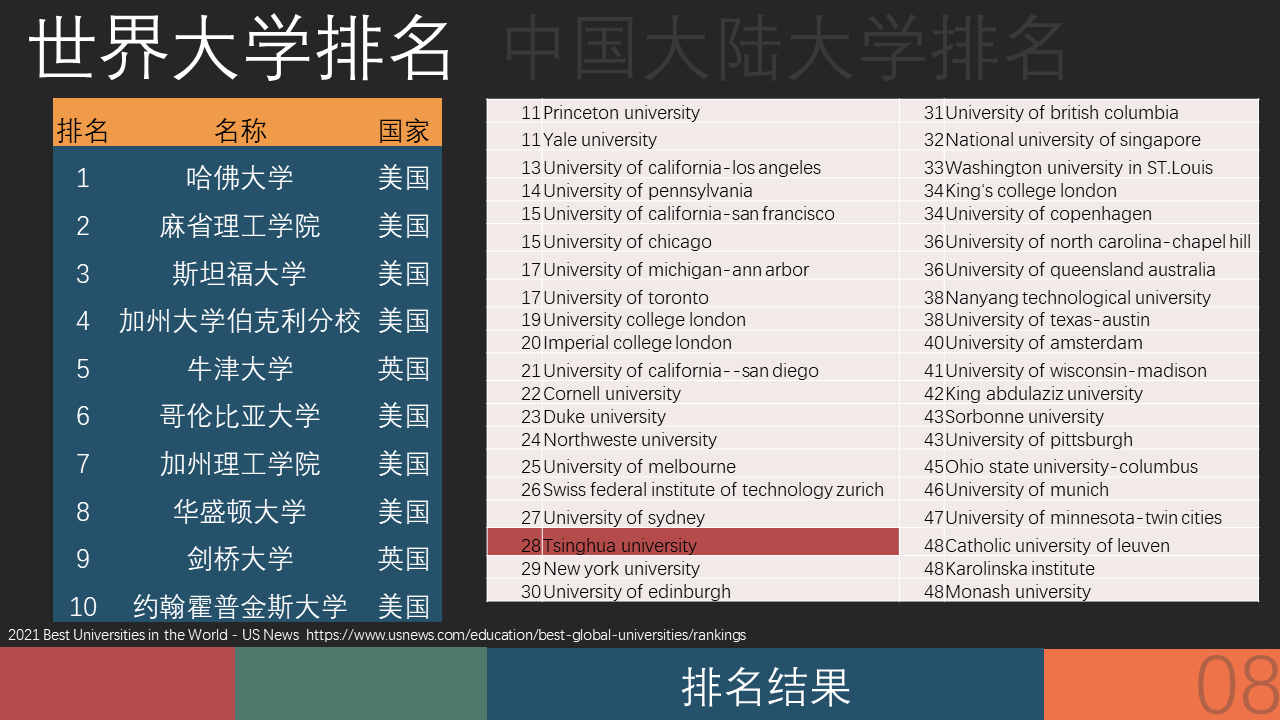 世界大学排名 中国大陆大学排名
排名 名称 国家
1 哈佛大学 美国
2 麻省理工学院 美国
3 斯坦福大学 美国
4 加州大学伯克利分校 美国
5 牛津大学 英国
6 哥伦比亚大学 美国
7 加州理工学院 美国
8 华盛顿大学 美国
9 剑桥大学 英国
10 约翰霍普金斯大学 美国
11 Princeton university
11 Yale university
13 University of california-los angeles
14 University of pennsylvania
15 University of california-san francisco
15 University of chicago
17 University of michigan-ann arbor
17 University of toronto
19 University college london
20 Imperial college london
21 University of california--san diego
22 Cornell university
23 Duke university
24 Northweste university
25 University of melbourne
26 Swiss federal institute of technology zurich
27 University of sydney
28 Tsinghua university
29 New york university
30 University of edinburgh
31 University of british columbia
32 National university of singapore
33 Washington university in ST.Louis
34 King's college london
34 University of copenhagen
36 University of north carolina-chapel hill
36 University of queensland australia
38 Nanyang technological university
38 University of texas-austin
40 University of amsterdam
41 University of wisconsin-madison
42 King abdulaziz university
43 Sorbonne university
43 University of pittsburgh
45 Ohio state university-columbus
46 University of munich
47 University of minnesota-twin cities
48 Catholic university of leuven
48 Karolinska institute
48 Monash university
2021 Best Universities in the World - US News https://www.usnews.com/education/best-global-universities/rankings
排名结果
08